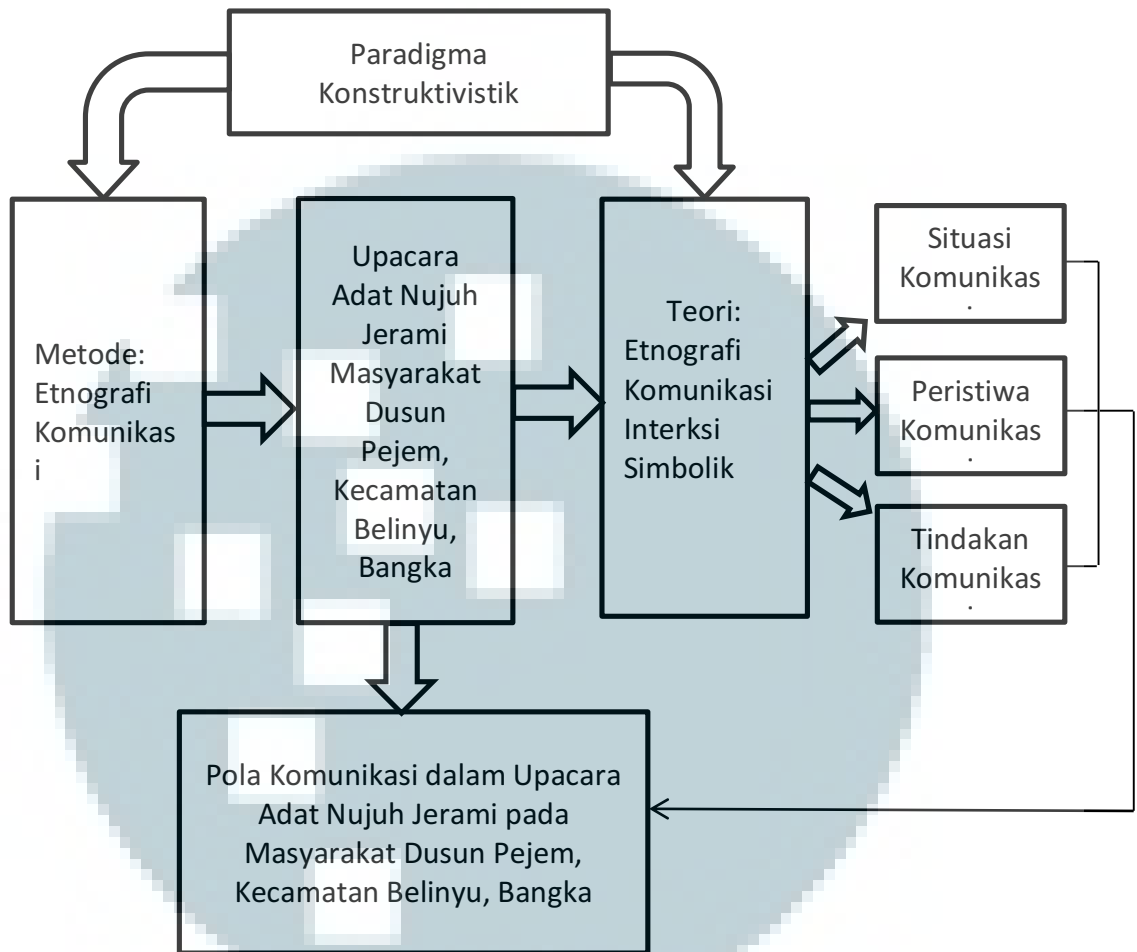 Paradigma
Konstruktivistik
Metode:
Etnografi
Komunikas
i
Upacara
Adat Nujuh
Jerami
Masyarakat
Dusun
Pejem,
Kecamatan
Belinyu,
Bangka
Teori:
Etnografi
Komunikasi
Interksi
Simbolik
Situasi
Komunikas
Peristiwa
Komunikas
Tindakan
Komunikas
Pola Komunikasi dalam Upacara
Adat Nujuh Jerami pada
Masyarakat Dusun Pejem,
Kecamatan Belinyu, Bangka